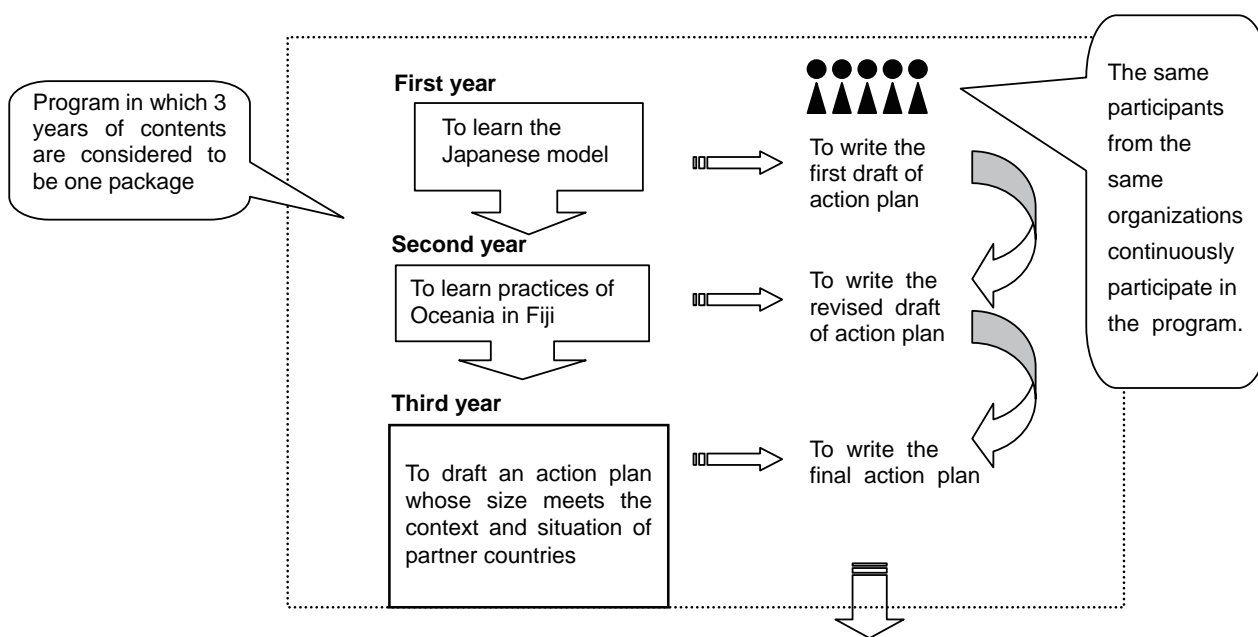 Program in which 3
years of contents
are considered to
be one package
First year
To learn the
Japanese model
To write the
first draft of
action plan
The same
participants
from the
same
organizations
continuously
participate in
the program.
Second year
To learn practices of
Oceania in Fiji
To write the
revised draft
of action plan
Third year
To draft an action plan
whose size meets the
context and situation of
partner countries
To write the
final action plan